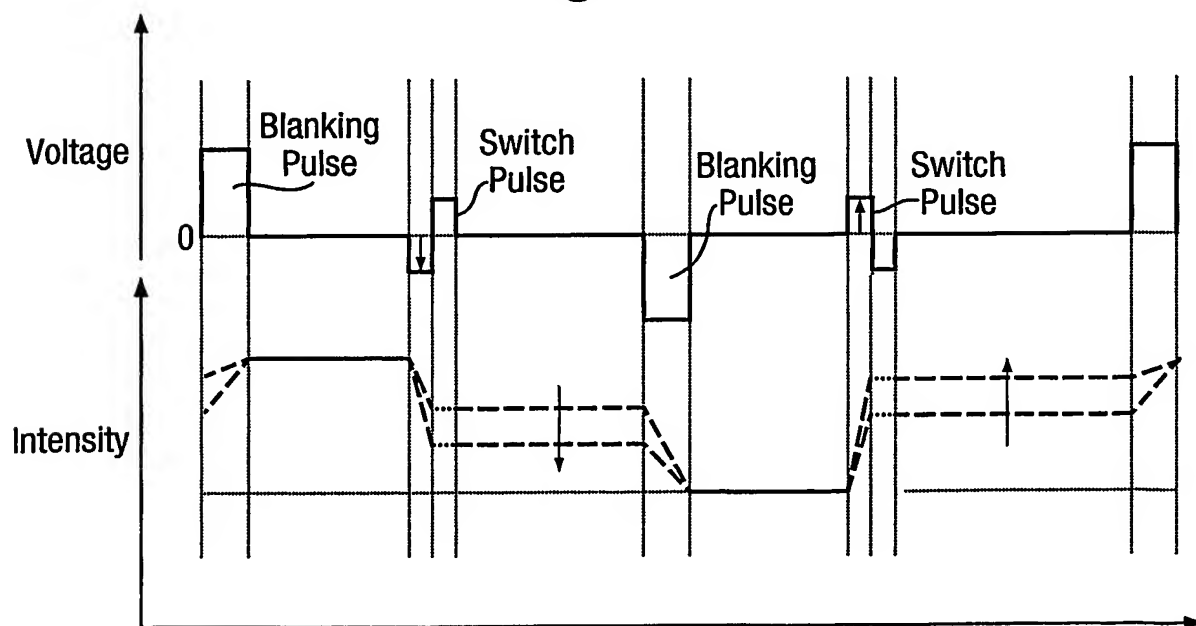 Voltage
Blanking
Pulse
Switch
Pulse
Blanking
Pulse
Switch
Pulse
0
Intensity